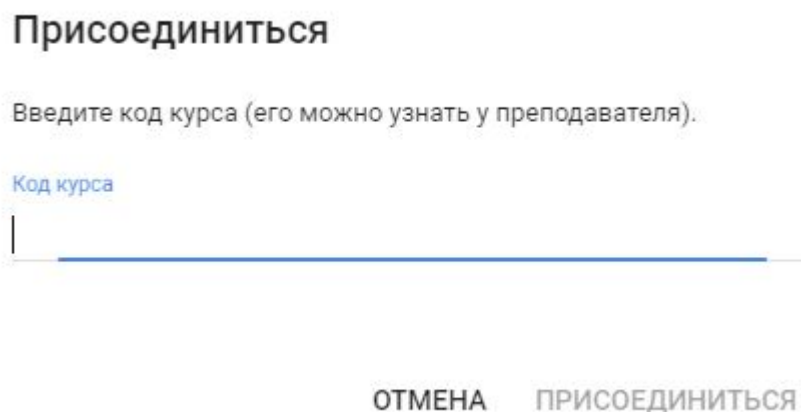 Присоединиться
Введите код курса (его можно узнать у преподавателя).
Код курса
ОТМЕНА ПРИСОЕДИНИТЬСЯ